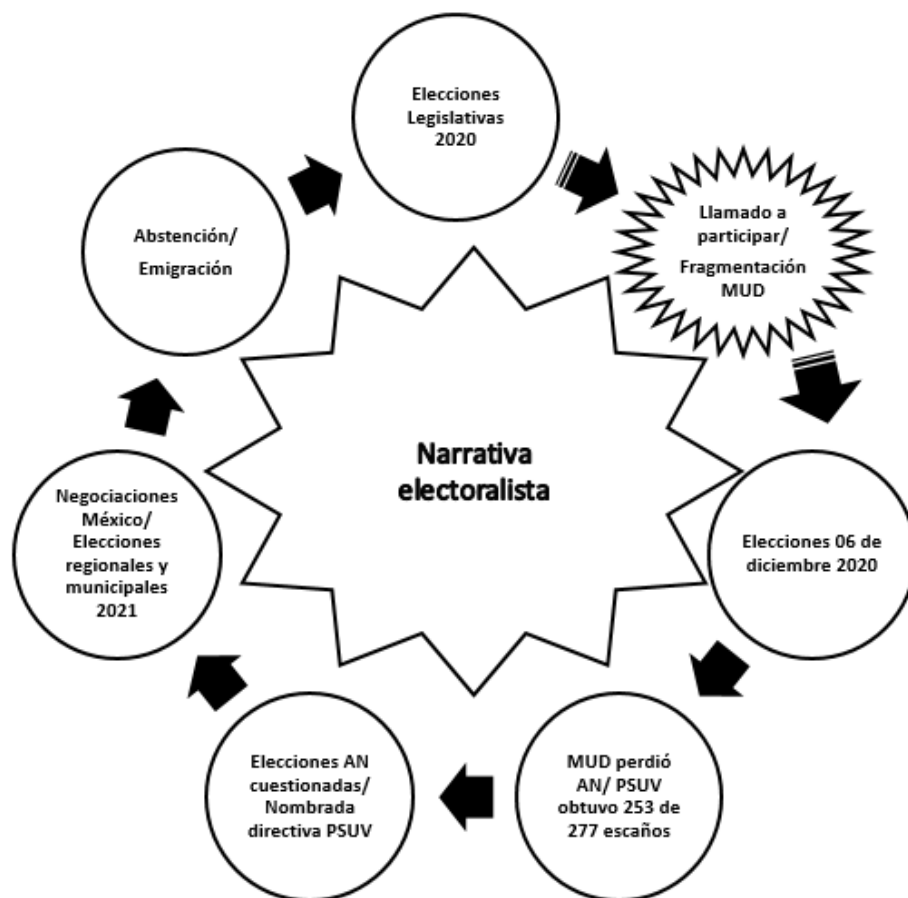 Elecciones
Legislativas
2020
Llamado a
participar/
Fragmentación
MUD
Elecciones 06 de
diciembre 2020
MUD perdió
AN/ PSUV
obtuvo 253 de
277 escaños
Elecciones AN
cuestionadas/
Nombrada
directiva PSUV
Negociaciones
México/
Elecciones
regionales y
municipales
2021
Abstención/
Emigración
Narrativa
electoralista